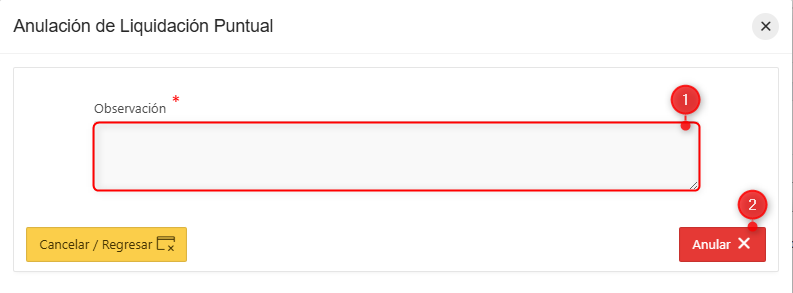 Anulación de Liquidación Puntual
Observación *
1
2
Cancelar / Regresar
Anular